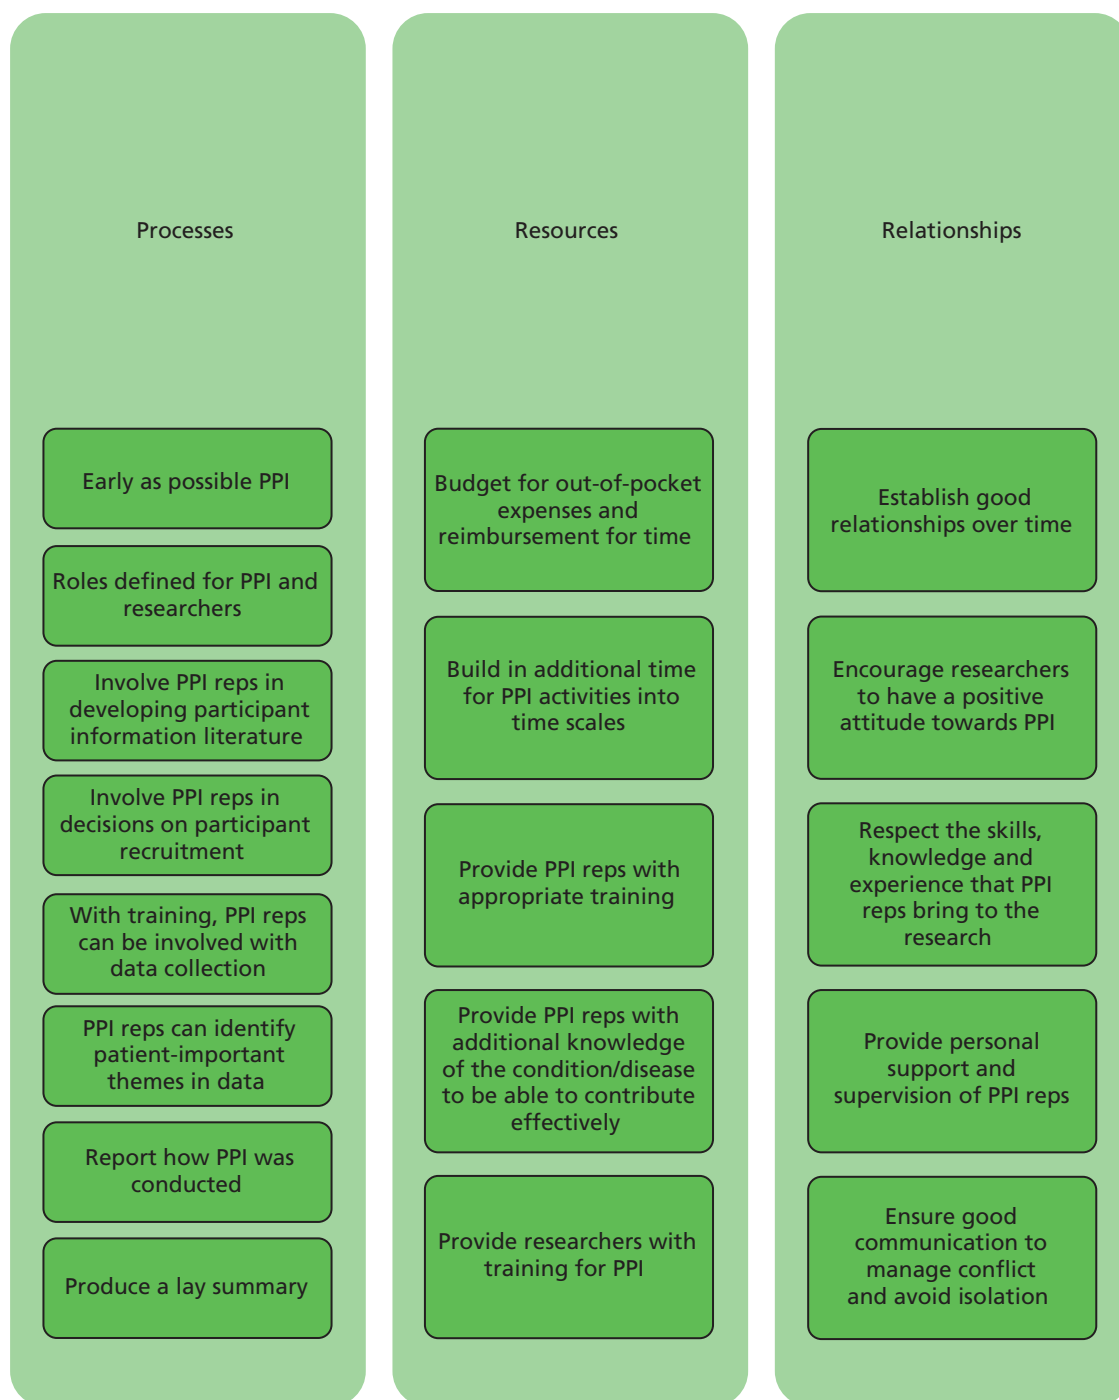 Processes
Early as possible PPI
Roles defined for PPI and
researchers
Involve PPI reps in
developing participant
information literature
Involve PPI reps in
decisions on participant
recruitment
With training, PPI reps
can be involved with
data collection
PPI reps can identify
patient-important
themes in data
Report how PPI was
conducted
Produce a lay summary
Resources
Budget for out-of-pocket
expenses and
reimbursement for time
Build in additional time
for PPI activities into
time scales
Provide PPI reps with
appropriate training
Provide PPI reps with
additional knowledge
of the condition/disease
to be able to contribute
effectively
Provide researchers with
training for PPI
Relationships
Establish good
relationships over time
Encourage researchers
to have a positive
attitude towards PPI
Respect the skills,
knowledge and
experience that PPI
reps bring to the
research
Provide personal
support and
supervision of PPI reps
Ensure good
communication to
manage conflict
and avoid isolation